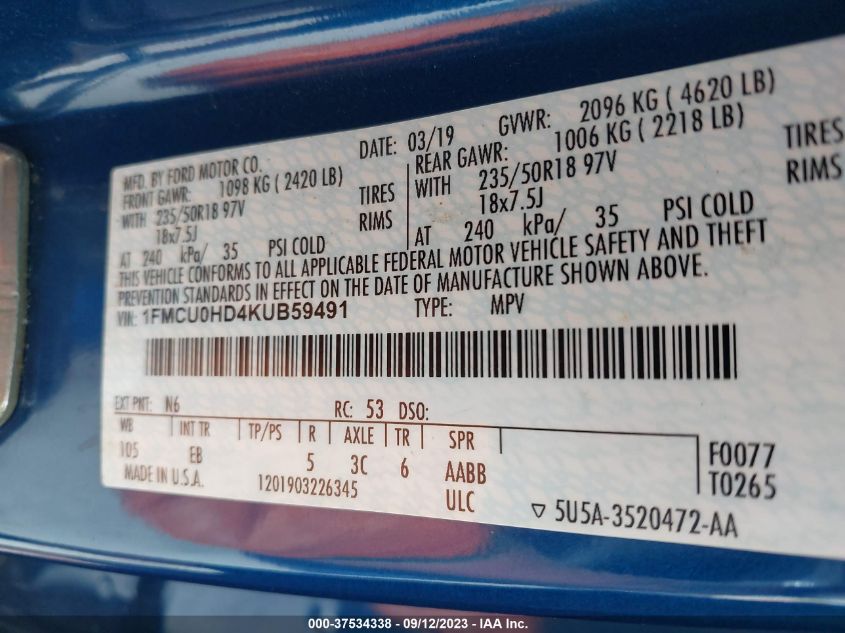 MFD. BY FORD MOTOR CO.
DATE: 03/19
GVWR: 2096 KG ( 4620 LB)
FRONT GAWR: 1098 KG ( 2420 LB)
REAR GAWR: 1006 KG ( 2218 LB)
WITH 235/50R18 97V TIRES
WITH 235/50R18 97V TIRES
18x7.5J RIMS
18x7.5J RIMS
AT 240 kPa/ 35 PSI COLD
AT 240 kPa/ 35 PSI COLD
THIS VEHICLE CONFORMS TO ALL APPLICABLE FEDERAL MOTOR VEHICLE SAFETY AND THEFT
PREVENTION STANDARDS IN EFFECT ON THE DATE OF MANUFACTURE SHOWN ABOVE.
VIN: 1FMCU0HD4KUB59491 TYPE: MPV
EXT PNT: N6 RC: 53 DSO:
WB INT TR TP/PS R AXLE TR SPR
105 EB 5 3C 6 AABB
F0077
T0265
MADE IN U.S.A. 1201903226345 ULC
▽ 5U5A-3520472-AA
000-37534338 - 09/12/2023 - IAA Inc.